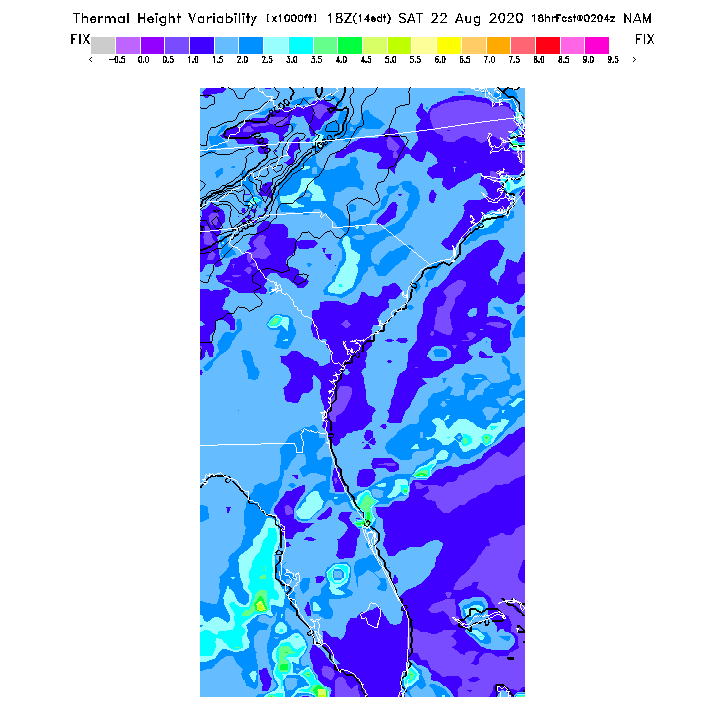 Thermal Height Variability [x1000ft] 18Z(14edt) SAT 22 Aug 2020 18hrFcst@0204z NAM
FIX FIX
< -0.5 0.0 0.5 1.0 1.5 2.0 2.5 3.0 3.5 4.0 4.5 5.0 5.5 6.0 6.5 7.0 7.5 8.0 8.5 9.0 9.5 >